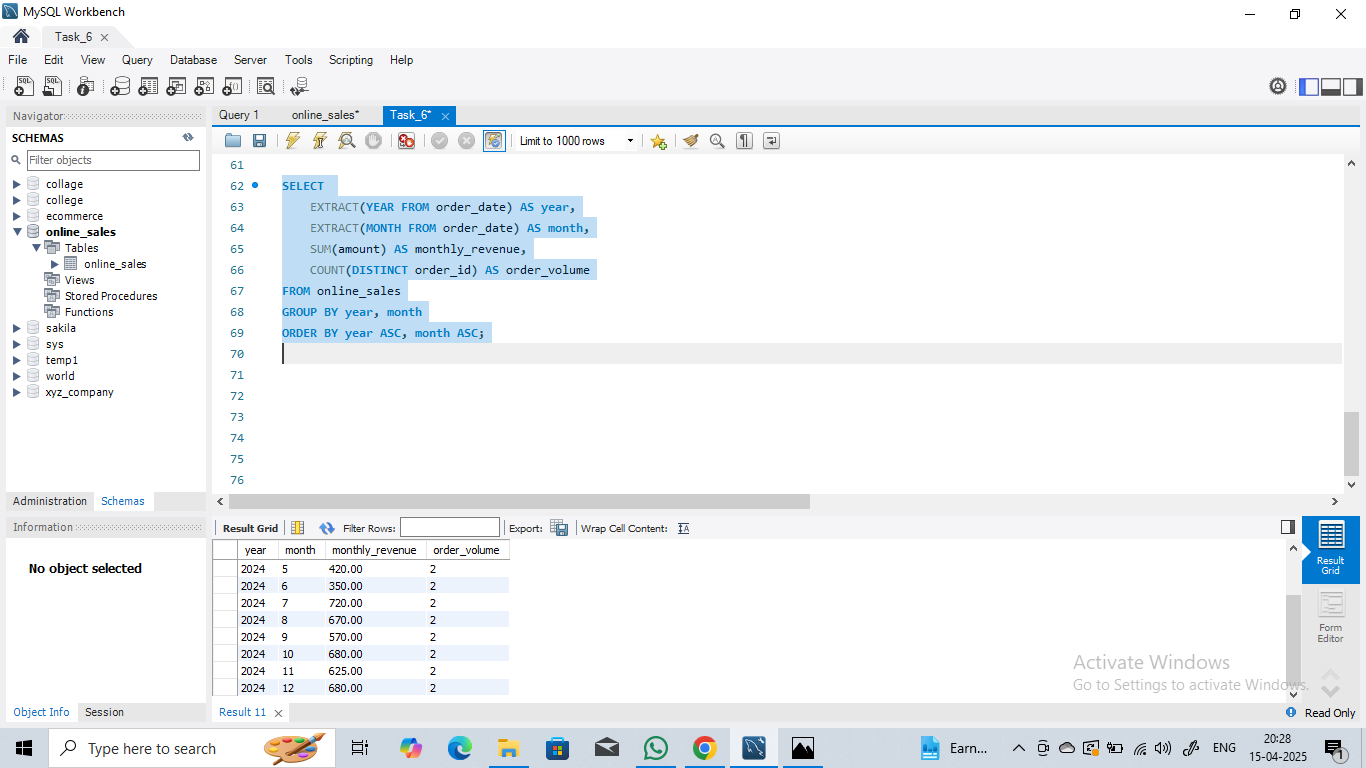 MySQL Workbench
Task_6
File Edit View Query Database Server Tools Scripting Help
Navigator
SCHEMAS
Filter objects
collage
college
ecommerce
online_sales
Tables
online_sales
Views
Stored Procedures
Functions
sakila
sys
temp1
world
xyz_company
Administration Schemas
Information
No object selected
Object Info Session
Query 1 online_sales* Task_6*
Limit to 1000 rows
61
62 SELECT
63 EXTRACT(YEAR FROM order_date) AS year,
64 EXTRACT(MONTH FROM order_date) AS month,
65 SUM(amount) AS monthly_revenue,
66 COUNT(DISTINCT order_id) AS order_volume
67 FROM online_sales
68 GROUP BY year, month
69 ORDER BY year ASC, month ASC;
70
71
72
73
74
75
76
Result Grid Filter Rows: Export: Wrap Cell Content:
year month monthly_revenue order_volume
2024 5 420.00 2
2024 6 350.00 2
2024 7 720.00 2
2024 8 670.00 2
2024 9 570.00 2
2024 10 680.00 2
2024 11 625.00 2
2024 12 680.00 2
Result Grid
Form Editor
Activate Windows
Go to Settings to activate Windows.
Result 11
Read Only
Type here to search
Earn...
ENG
20:28
15-04-2025
1